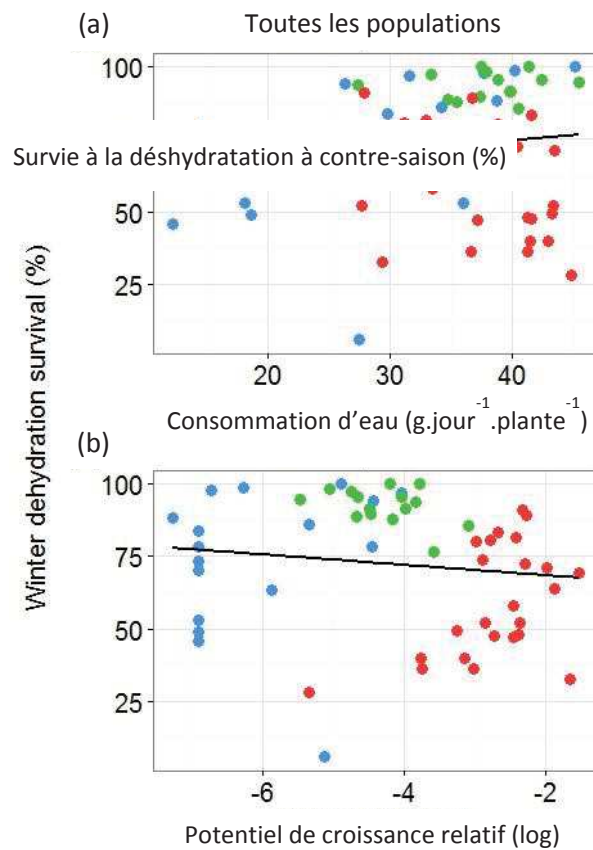 (a) Toutes les populations
100
Survie à la déshydratation à contre-saison (%)
50
25
20 30 40
Consommation d'eau (g.jour⁻¹.plante⁻¹)
Winter dehydration survival (%)
(b)
100
75
50
25
-6 -4 -2
Potentiel de croissance relatif (log)